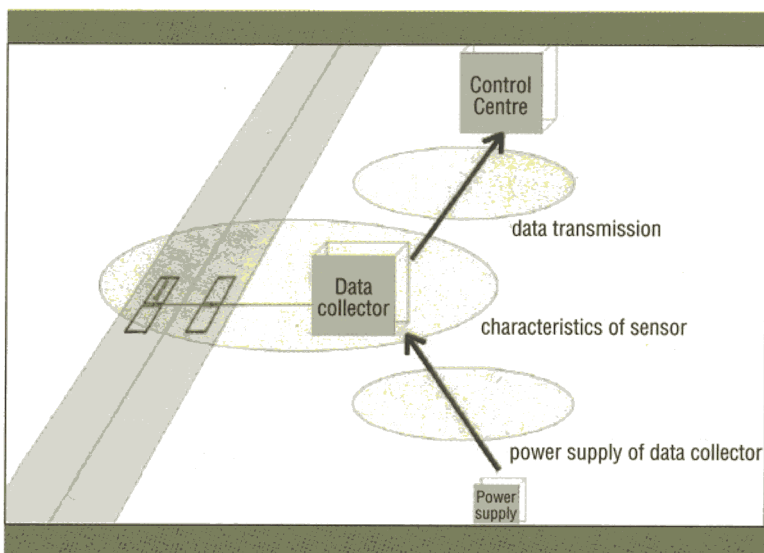 Control
Centre
data transmission
Data
collector
characteristics of sensor
power supply of data collector
Power
supply